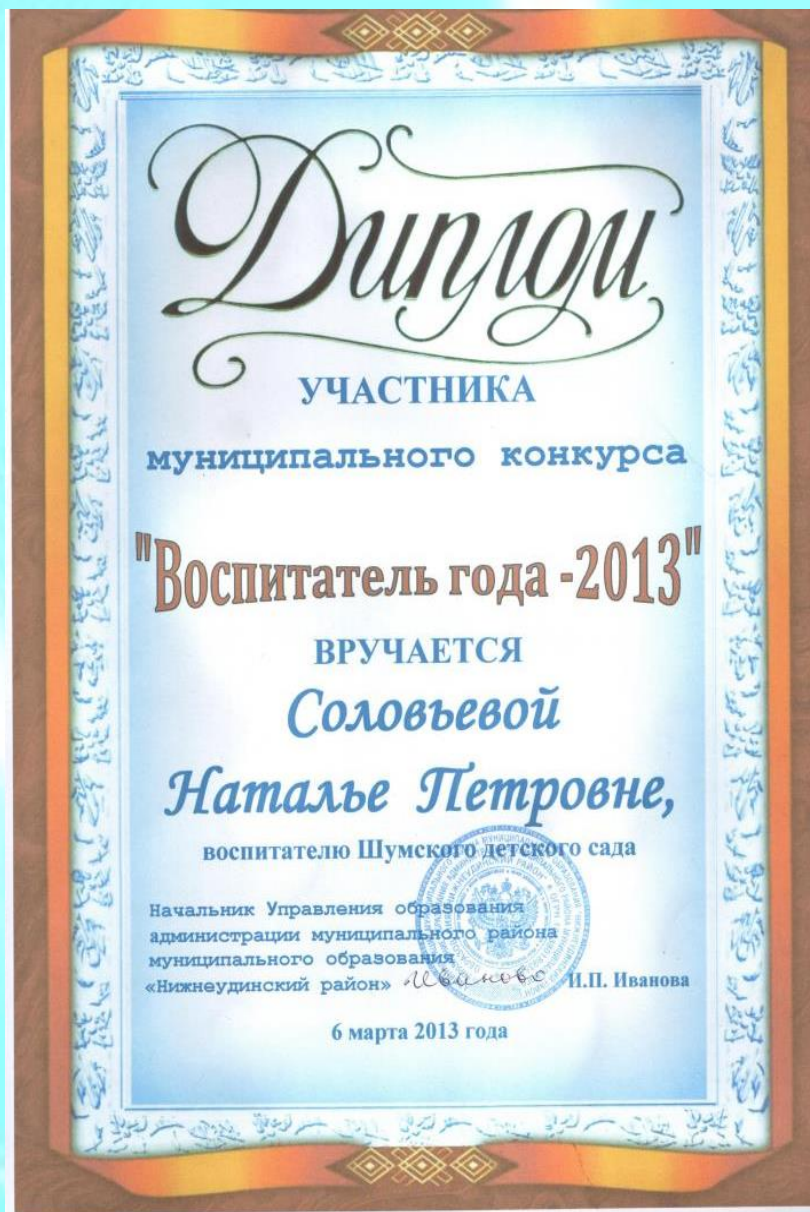 Диплом
УЧАСТНИКА
муниципального конкурса
"Воспитатель года -2013"
ВРУЧАЕТСЯ
Соловьевой
Наталье Петровне,
воспитателю Шумского детского сада
Начальник Управления образования
администрации муниципального района
муниципального образования
«Нижнеудинский район» Иванова И.П. Иванова
6 марта 2013 года